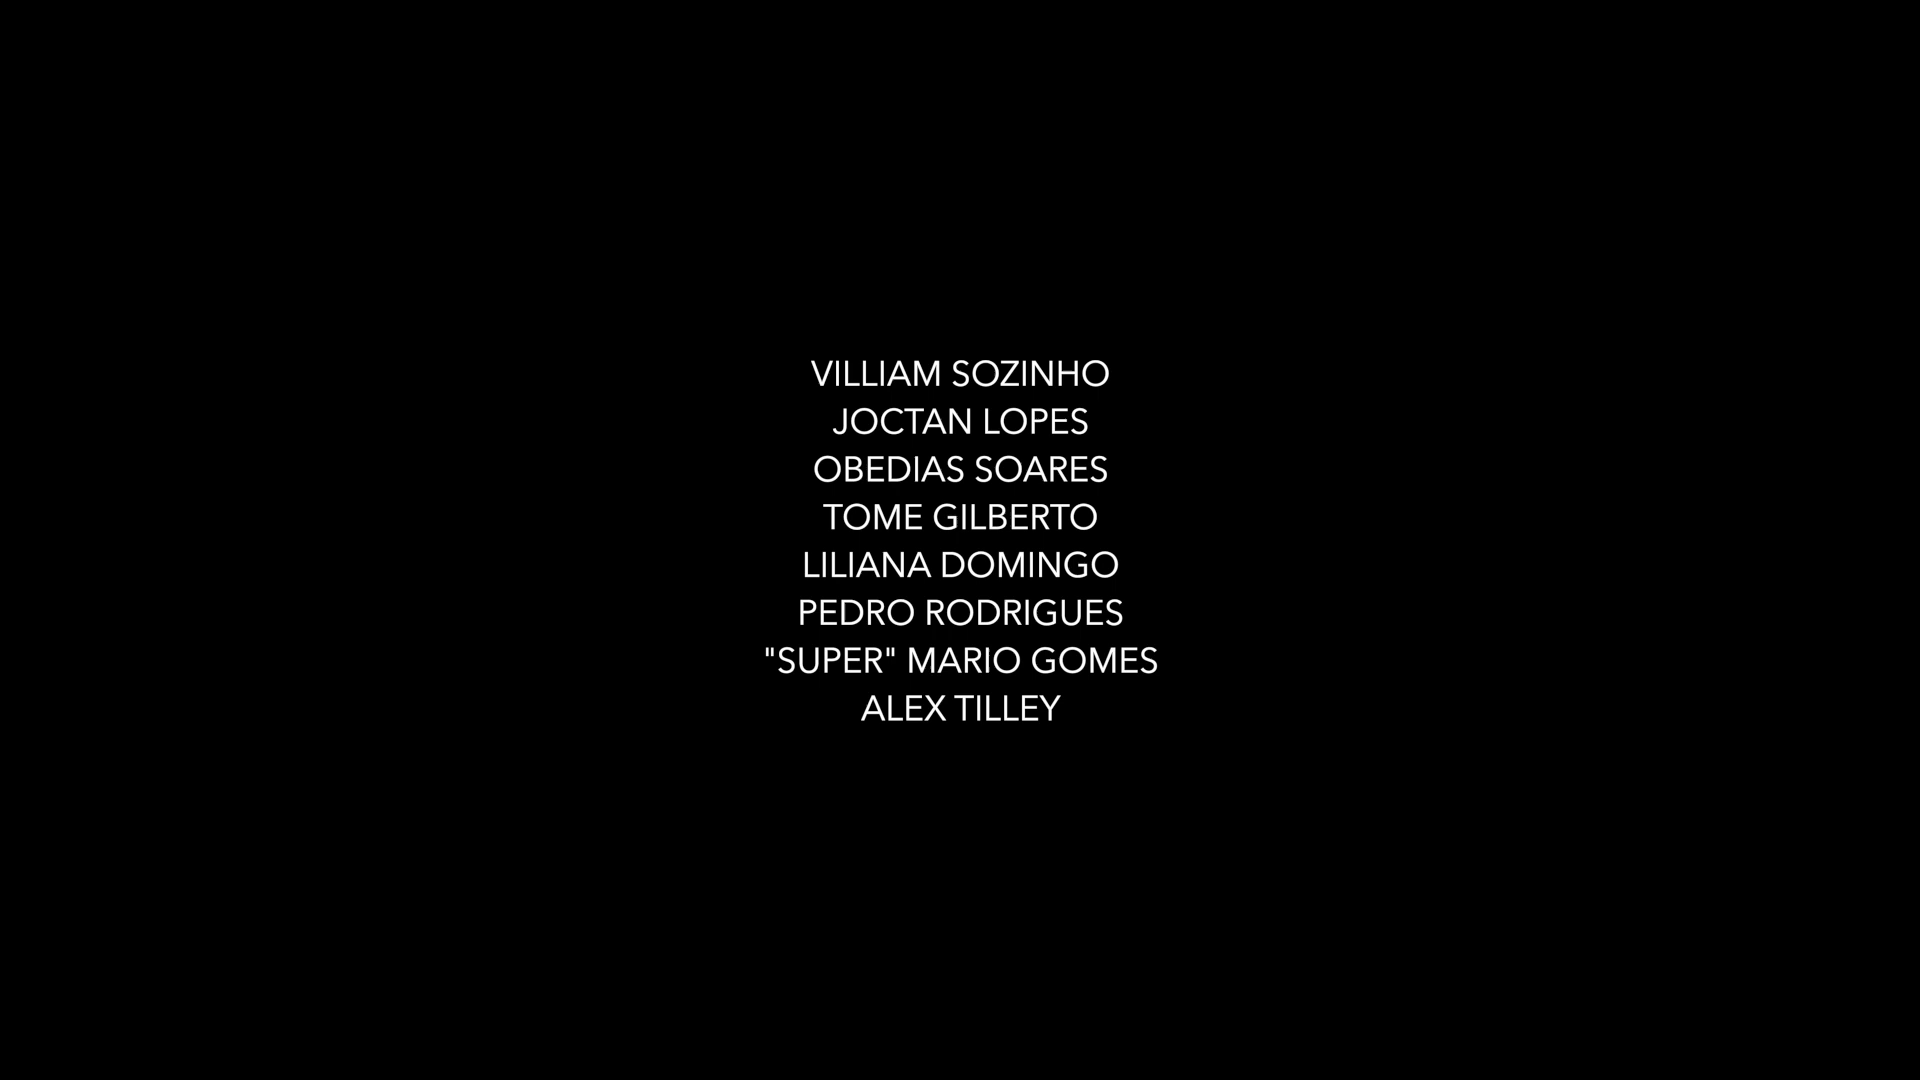 VILLIAM SOZINHO
JOCTAN LOPES
OBEDIAS SOARES
TOME GILBERTO
LILIANA DOMINGO
PEDRO RODRIGUES
"SUPER" MARIO GOMES
ALEX TILLEY